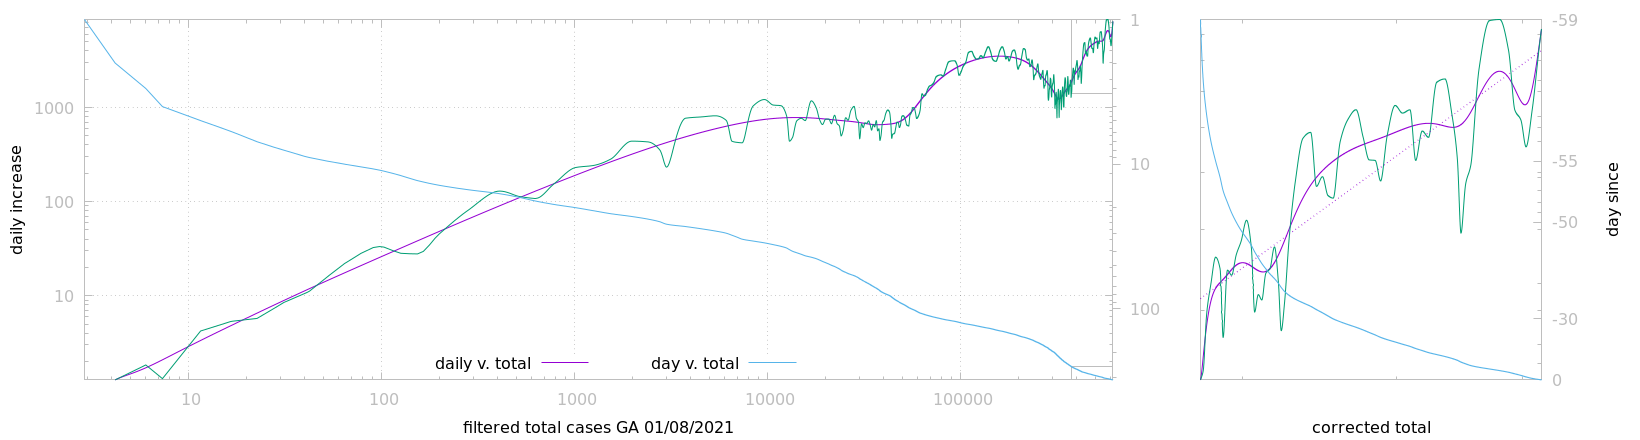 daily increase
1000
100
10
daily v. total
day v. total
10
100
1000
10000
100000
filtered total cases GA 01/08/2021
1
10
100
-59
-55
-50
-30
0
day since
corrected total